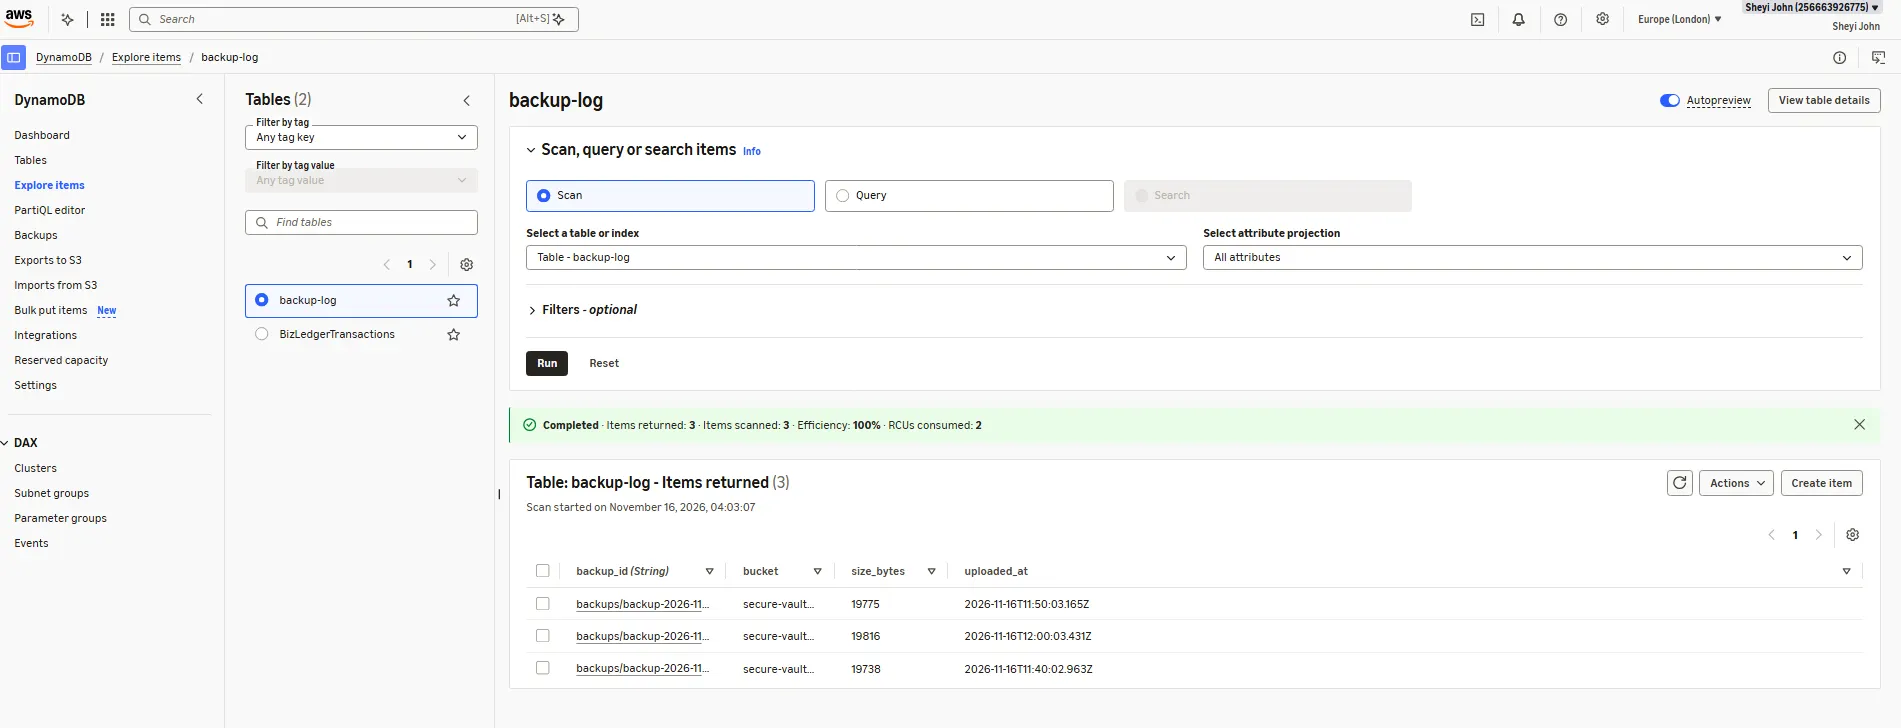 aws
Search [Alt+S]
Europe (London) ▼
Sheyi John (256663926775) ▼
Sheyi John
DynamoDB / Explore items / backup-log
DynamoDB
Dashboard
Tables
Explore items
PartiQL editor
Backups
Exports to S3
Imports from S3
Bulk put items New
Integrations
Reserved capacity
Settings
DAX
Clusters
Subnet groups
Parameter groups
Events
Tables (2)
Filter by tag
Any tag key
Filter by tag value
Any tag value
Find tables
1
backup-log
BizLedgerTransactions
backup-log
Autopreview
View table details
Scan, query or search items Info
Scan
Query
Search
Select a table or index
Table - backup-log
Select attribute projection
All attributes
Filters - optional
Run
Reset
Completed · Items returned: 3 · Items scanned: 3 · Efficiency: 100% · RCUs consumed: 2
Table: backup-log - Items returned (3)
Scan started on November 16, 2026, 04:03:07
Actions
Create item
1
backup_id (String) bucket size_bytes uploaded_at
backups/backup-2026-11... secure-vault... 19775 2026-11-16T11:50:03.165Z
backups/backup-2026-11... secure-vault... 19816 2026-11-16T12:00:03.431Z
backups/backup-2026-11... secure-vault... 19738 2026-11-16T11:40:02.963Z